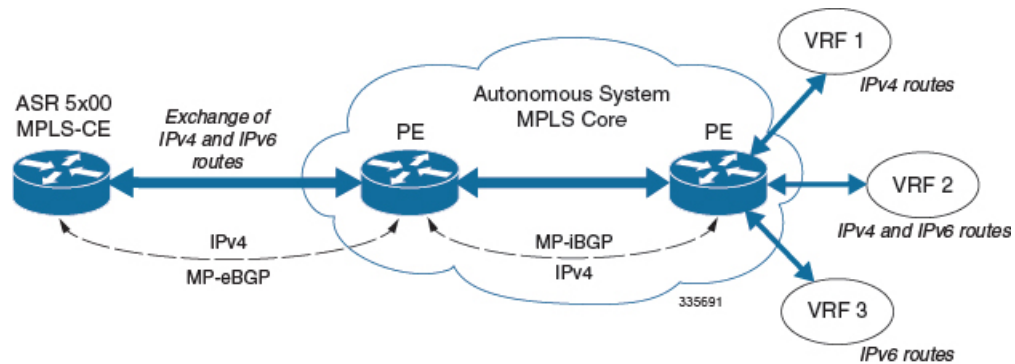 ASR 5x00
MPLS-CE
Exchange of
IPv4 and IPv6
routes
PE
Autonomous System
MPLS Core
PE
VRF 1
IPv4 routes
VRF 2
IPv4 and IPv6 routes
VRF 3
IPv6 routes
IPv4
MP-eBGP
MP-iBGP
IPv4
335691